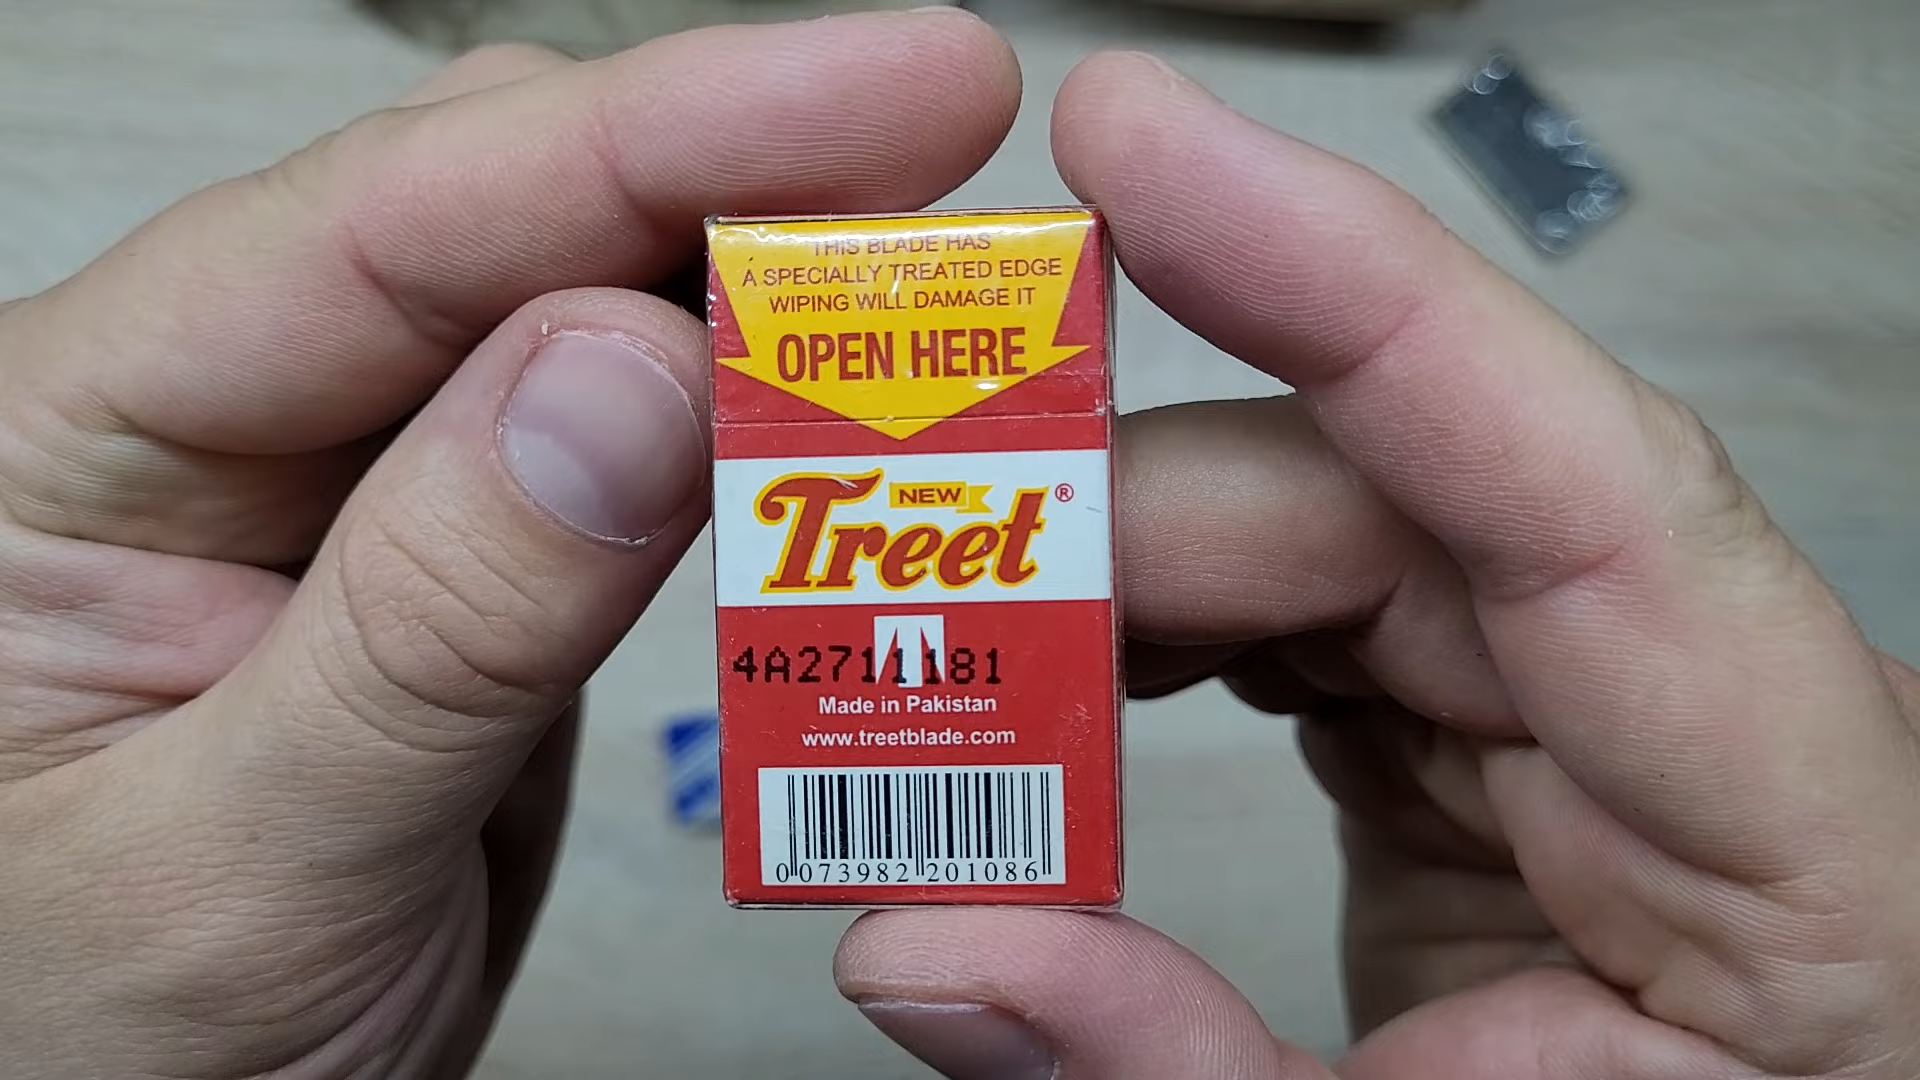 THIS BLADE HAS
A SPECIALLY TREATED EDGE
WIPING WILL DAMAGE IT
OPEN HERE
NEW
Treet®
4A2711181
Made in Pakistan
www.treetblade.com
0 073982 201086